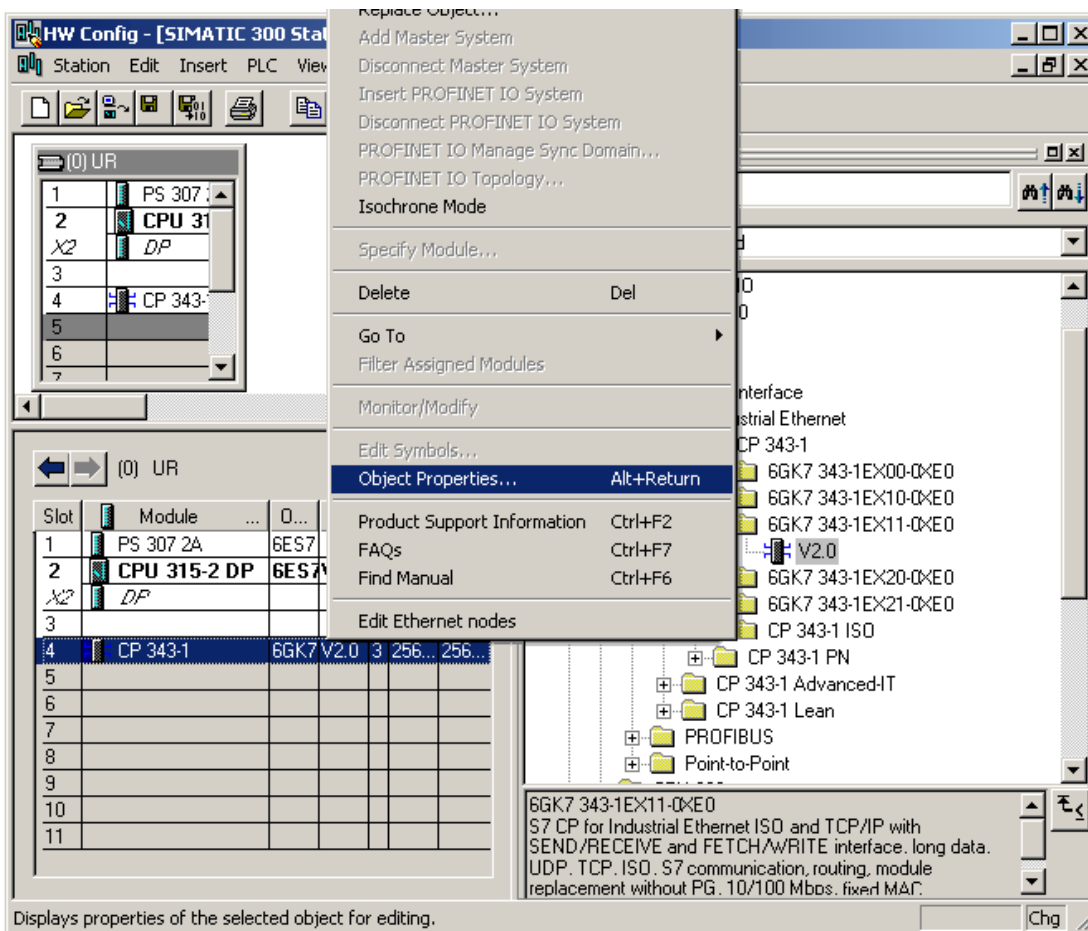 HW Config - [SIMATIC 300 Sta
Station Edit Insert PLC View
Replace Object...
Add Master System
Disconnect Master System
Insert PROFINET IO System
Disconnect PROFINET IO System
PROFINET IO Manage Sync Domain...
PROFINET IO Topology...
Isochrone Mode
Specify Module...
Delete Del
Go To
Filter Assigned Modules
Monitor/Modify
Edit Symbols...
Object Properties... Alt+Return
Product Support Information Ctrl+F2
FAQs Ctrl+F7
Find Manual Ctrl+F6
Edit Ethernet nodes
(0) UR
1 PS 307 2
2 CPU 31
X2 DP
3
4 CP 343-
5
6
7
(0) UR
Slot Module ... O...
1 PS 307 2A 6ES7
2 CPU 315-2 DP 6ES7
X2 DP
3
4 CP 343-1 6GK7 V2.0 3 256... 256...
5
6
7
8
9
10
11
IO
0
nterface
strial Ethernet
CP 343-1
6GK7 343-1EX00-0XE0
6GK7 343-1EX10-0XE0
6GK7 343-1EX11-0XE0
V2.0
6GK7 343-1EX20-0XE0
6GK7 343-1EX21-0XE0
CP 343-1 ISO
CP 343-1 PN
CP 343-1 Advanced-IT
CP 343-1 Lean
PROFIBUS
Point-to-Point
6GK7 343-1EX11-0XE0
S7 CP for Industrial Ethernet ISO and TCP/IP with
SEND/RECEIVE and FETCH/WRITE interface, long data,
UDP, TCP, ISO, S7 communication, routing, module
replacement without PG, 10/100 Mbps, fixed MAC
Displays properties of the selected object for editing. Chg